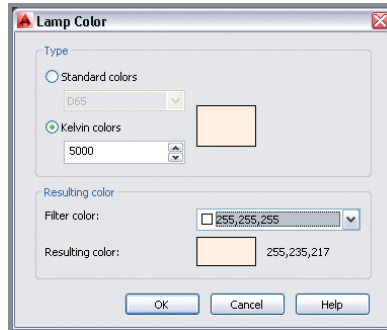 Lamp Color
Type
Standard colors
D65
Kelvin colors
5000
Resulting color
Filter color: 255,255,255
Resulting color: 255,235,217
OK Cancel Help